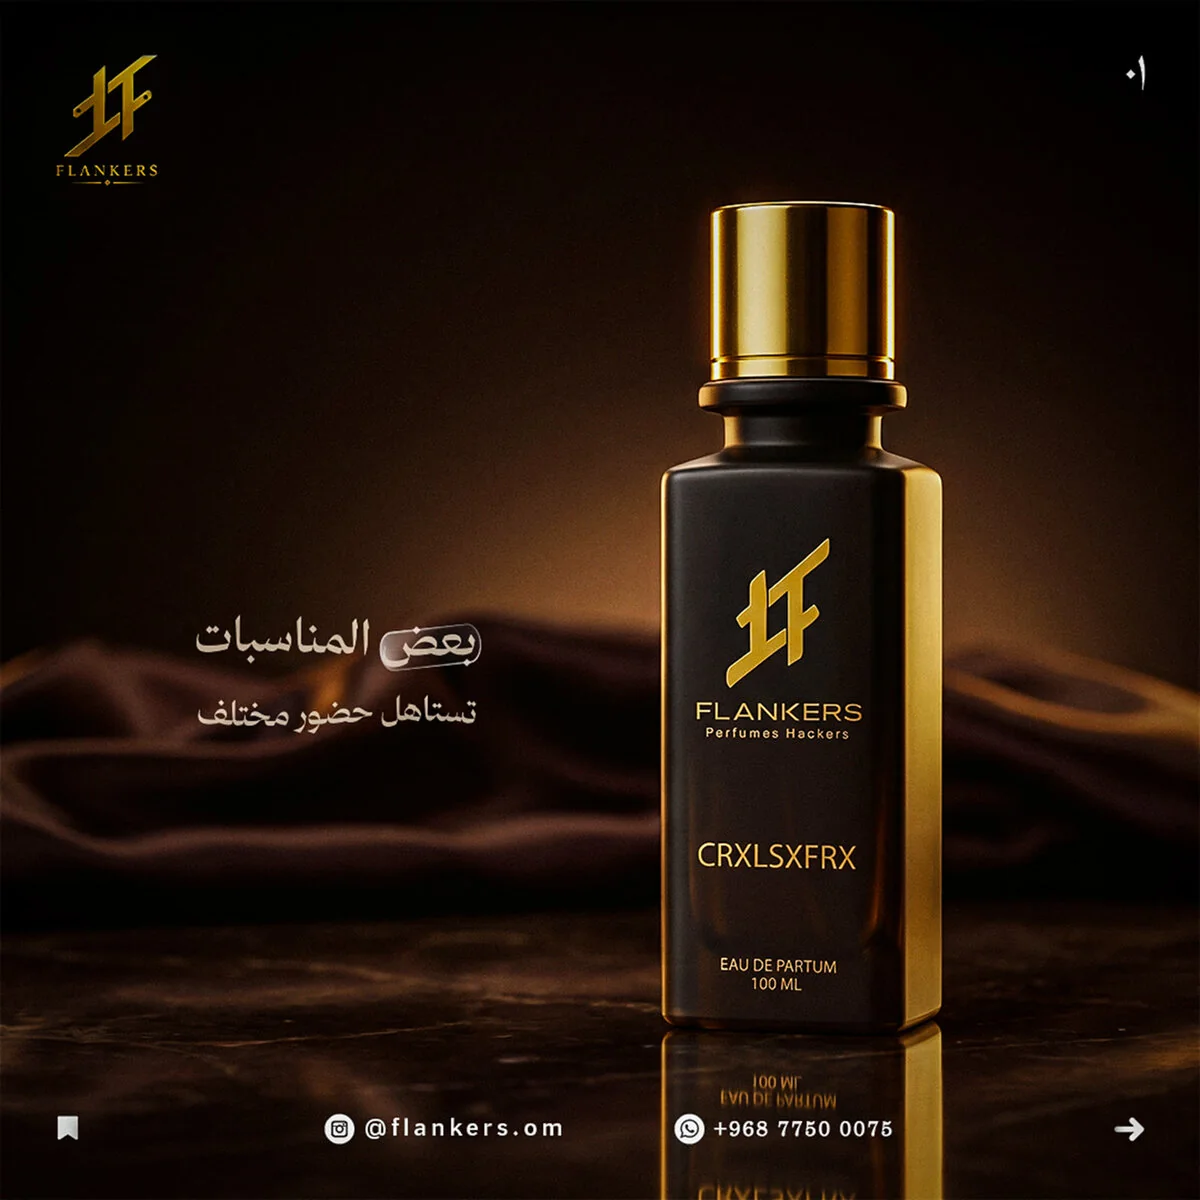 FLANKERS
٠١
بعض المناسبات
تستاهل حضور مختلف
FLANKERS
Perfumes Hackers
CRXLSXFRX
EAU DE PARTUM
100 ML
@flankers.om
+968 7750 0075